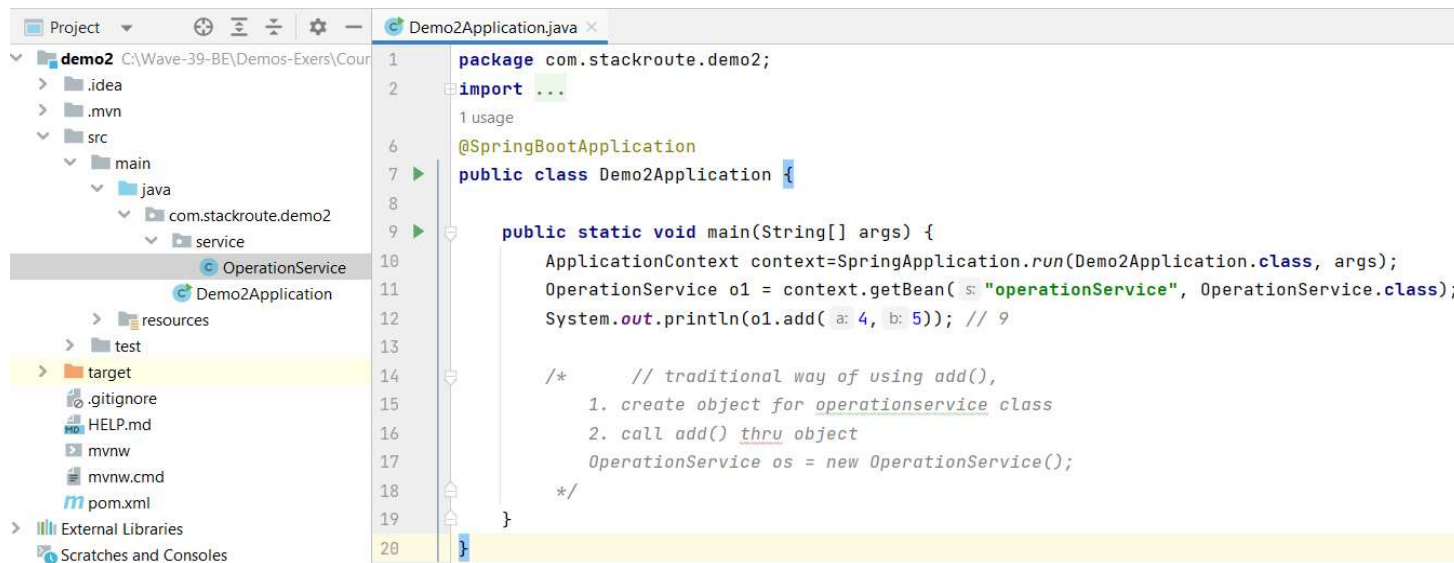 Project
demo2 C:\Wave-39-BE\Demos-Exers\Cour
.idea
.mvn
src
main
java
com.stackroute.demo2
service
OperationService
Demo2Application
resources
test
target
.gitignore
HELP.md
mvnw
mvnw.cmd
pom.xml
External Libraries
Scratches and Consoles
Demo2Application.java
1 package com.stackroute.demo2;
2 import ...
1 usage
6 @SpringBootApplication
7 public class Demo2Application {
8
9 public static void main(String[] args) {
10 ApplicationContext context=SpringApplication.run(Demo2Application.class, args);
11 OperationService o1 = context.getBean( s: "operationService", OperationService.class);
12 System.out.println(o1.add( a: 4, b: 5)); // 9
13
14 /* // traditional way of using add(),
15 1. create object for operationservice class
16 2. call add() thru object
17 OperationService os = new OperationService();
18 */
19 }
20 }